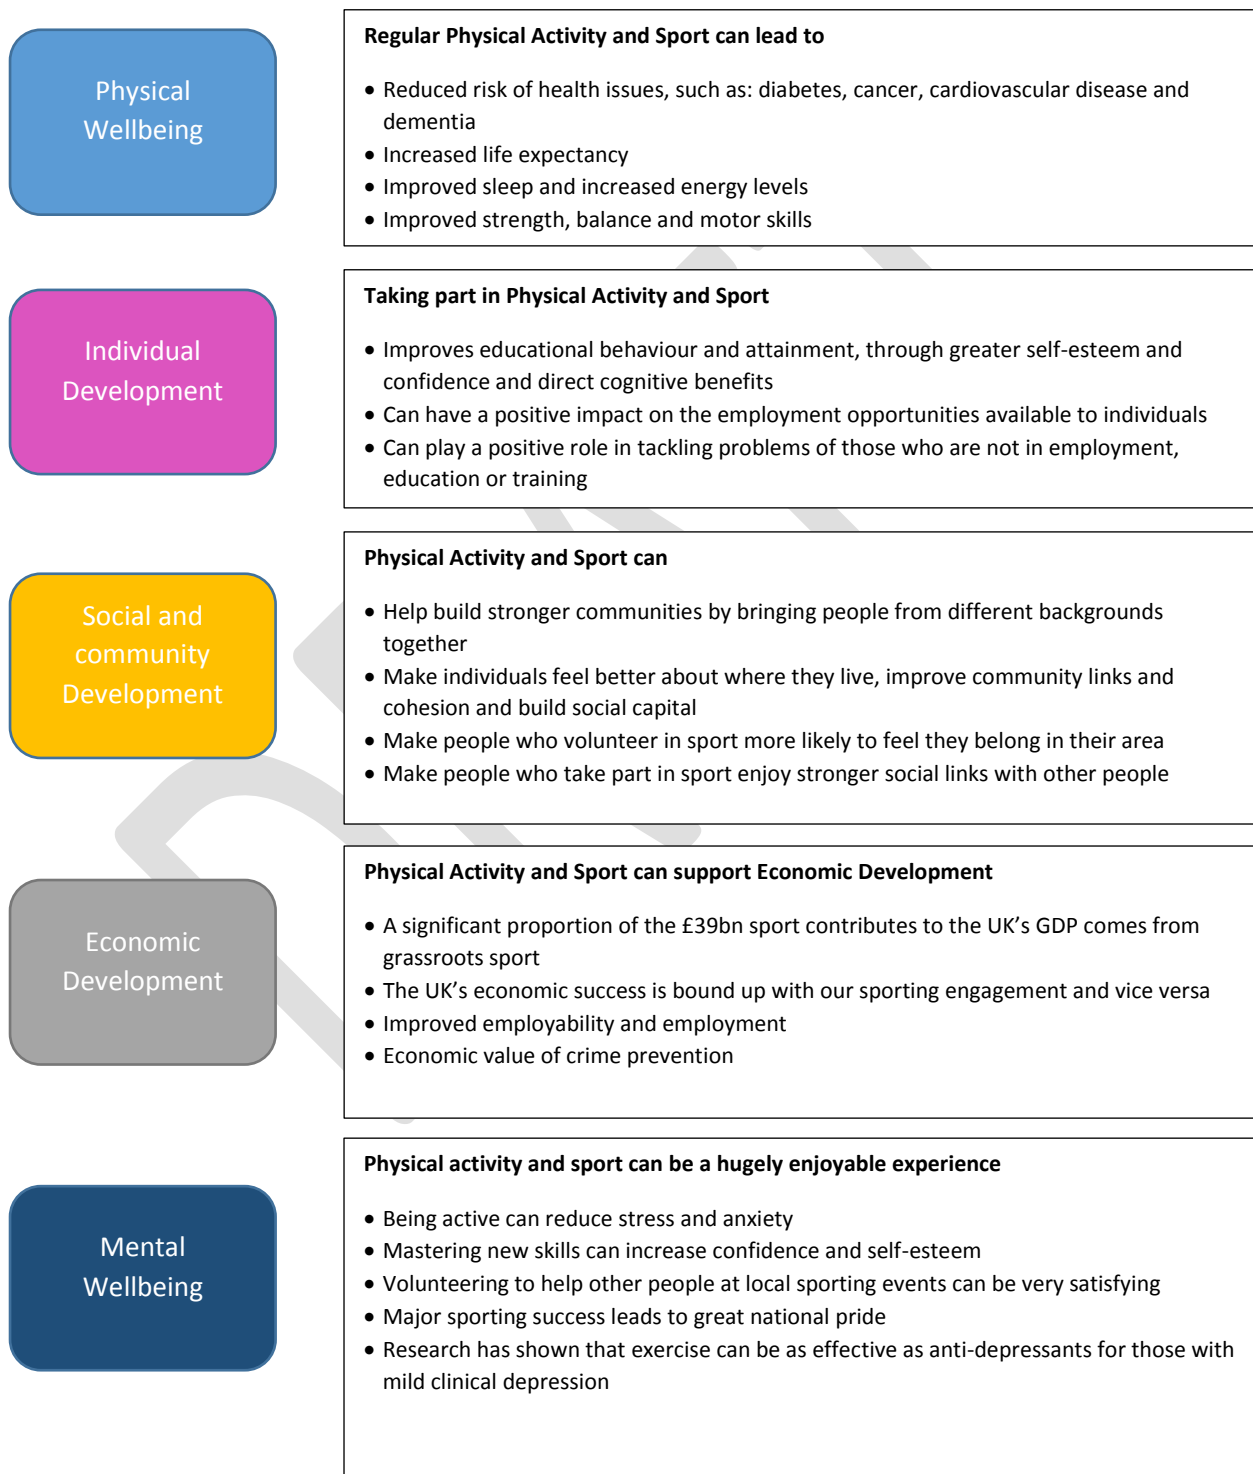 Physical
Wellbeing
Regular Physical Activity and Sport can lead to
• Reduced risk of health issues, such as: diabetes, cancer, cardiovascular disease and
dementia
• Increased life expectancy
• Improved sleep and increased energy levels
• Improved strength, balance and motor skills
Individual
Development
Taking part in Physical Activity and Sport
• Improves educational behaviour and attainment, through greater self-esteem and
confidence and direct cognitive benefits
• Can have a positive impact on the employment opportunities available to individuals
• Can play a positive role in tackling problems of those who are not in employment,
education or training
Social and
community
Development
Physical Activity and Sport can
• Help build stronger communities by bringing people from different backgrounds
together
• Make individuals feel better about where they live, improve community links and
cohesion and build social capital
• Make people who volunteer in sport more likely to feel they belong in their area
• Make people who take part in sport enjoy stronger social links with other people
Economic
Development
Physical Activity and Sport can support Economic Development
• A significant proportion of the £39bn sport contributes to the UK’s GDP comes from
grassroots sport
• The UK’s economic success is bound up with our sporting engagement and vice versa
• Improved employability and employment
• Economic value of crime prevention
Mental
Wellbeing
Physical activity and sport can be a hugely enjoyable experience
• Being active can reduce stress and anxiety
• Mastering new skills can increase confidence and self-esteem
• Volunteering to help other people at local sporting events can be very satisfying
• Major sporting success leads to great national pride
• Research has shown that exercise can be as effective as anti-depressants for those with
mild clinical depression